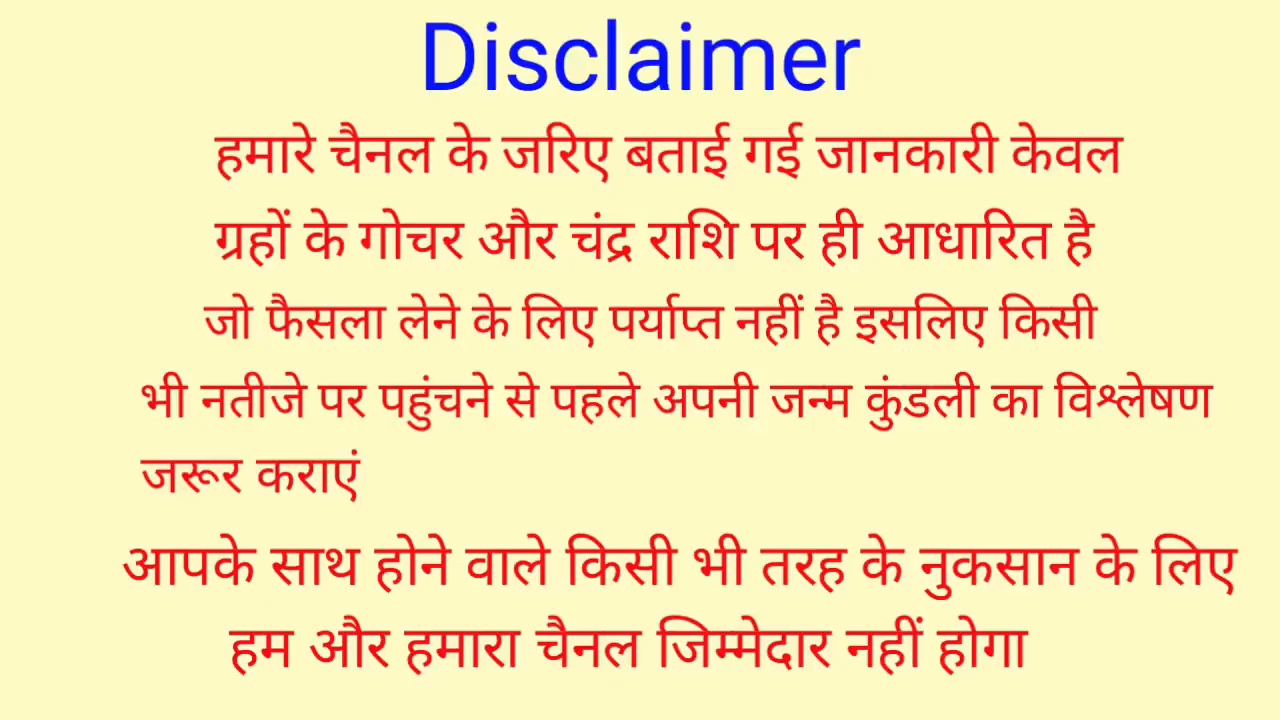 Disclaimer
हमारे चैनल के जरिए बताई गई जानकारी केवल
ग्रहों के गोचर और चंद्र राशि पर ही आधारित है
जो फैसला लेने के लिए पर्याप्त नहीं है इसलिए किसी
भी नतीजे पर पहुंचने से पहले अपनी जन्म कुंडली का विश्लेषण
जरूर कराएं
आपके साथ होने वाले किसी भी तरह के नुकसान के लिए
हम और हमारा चैनल जिम्मेदार नहीं होगा